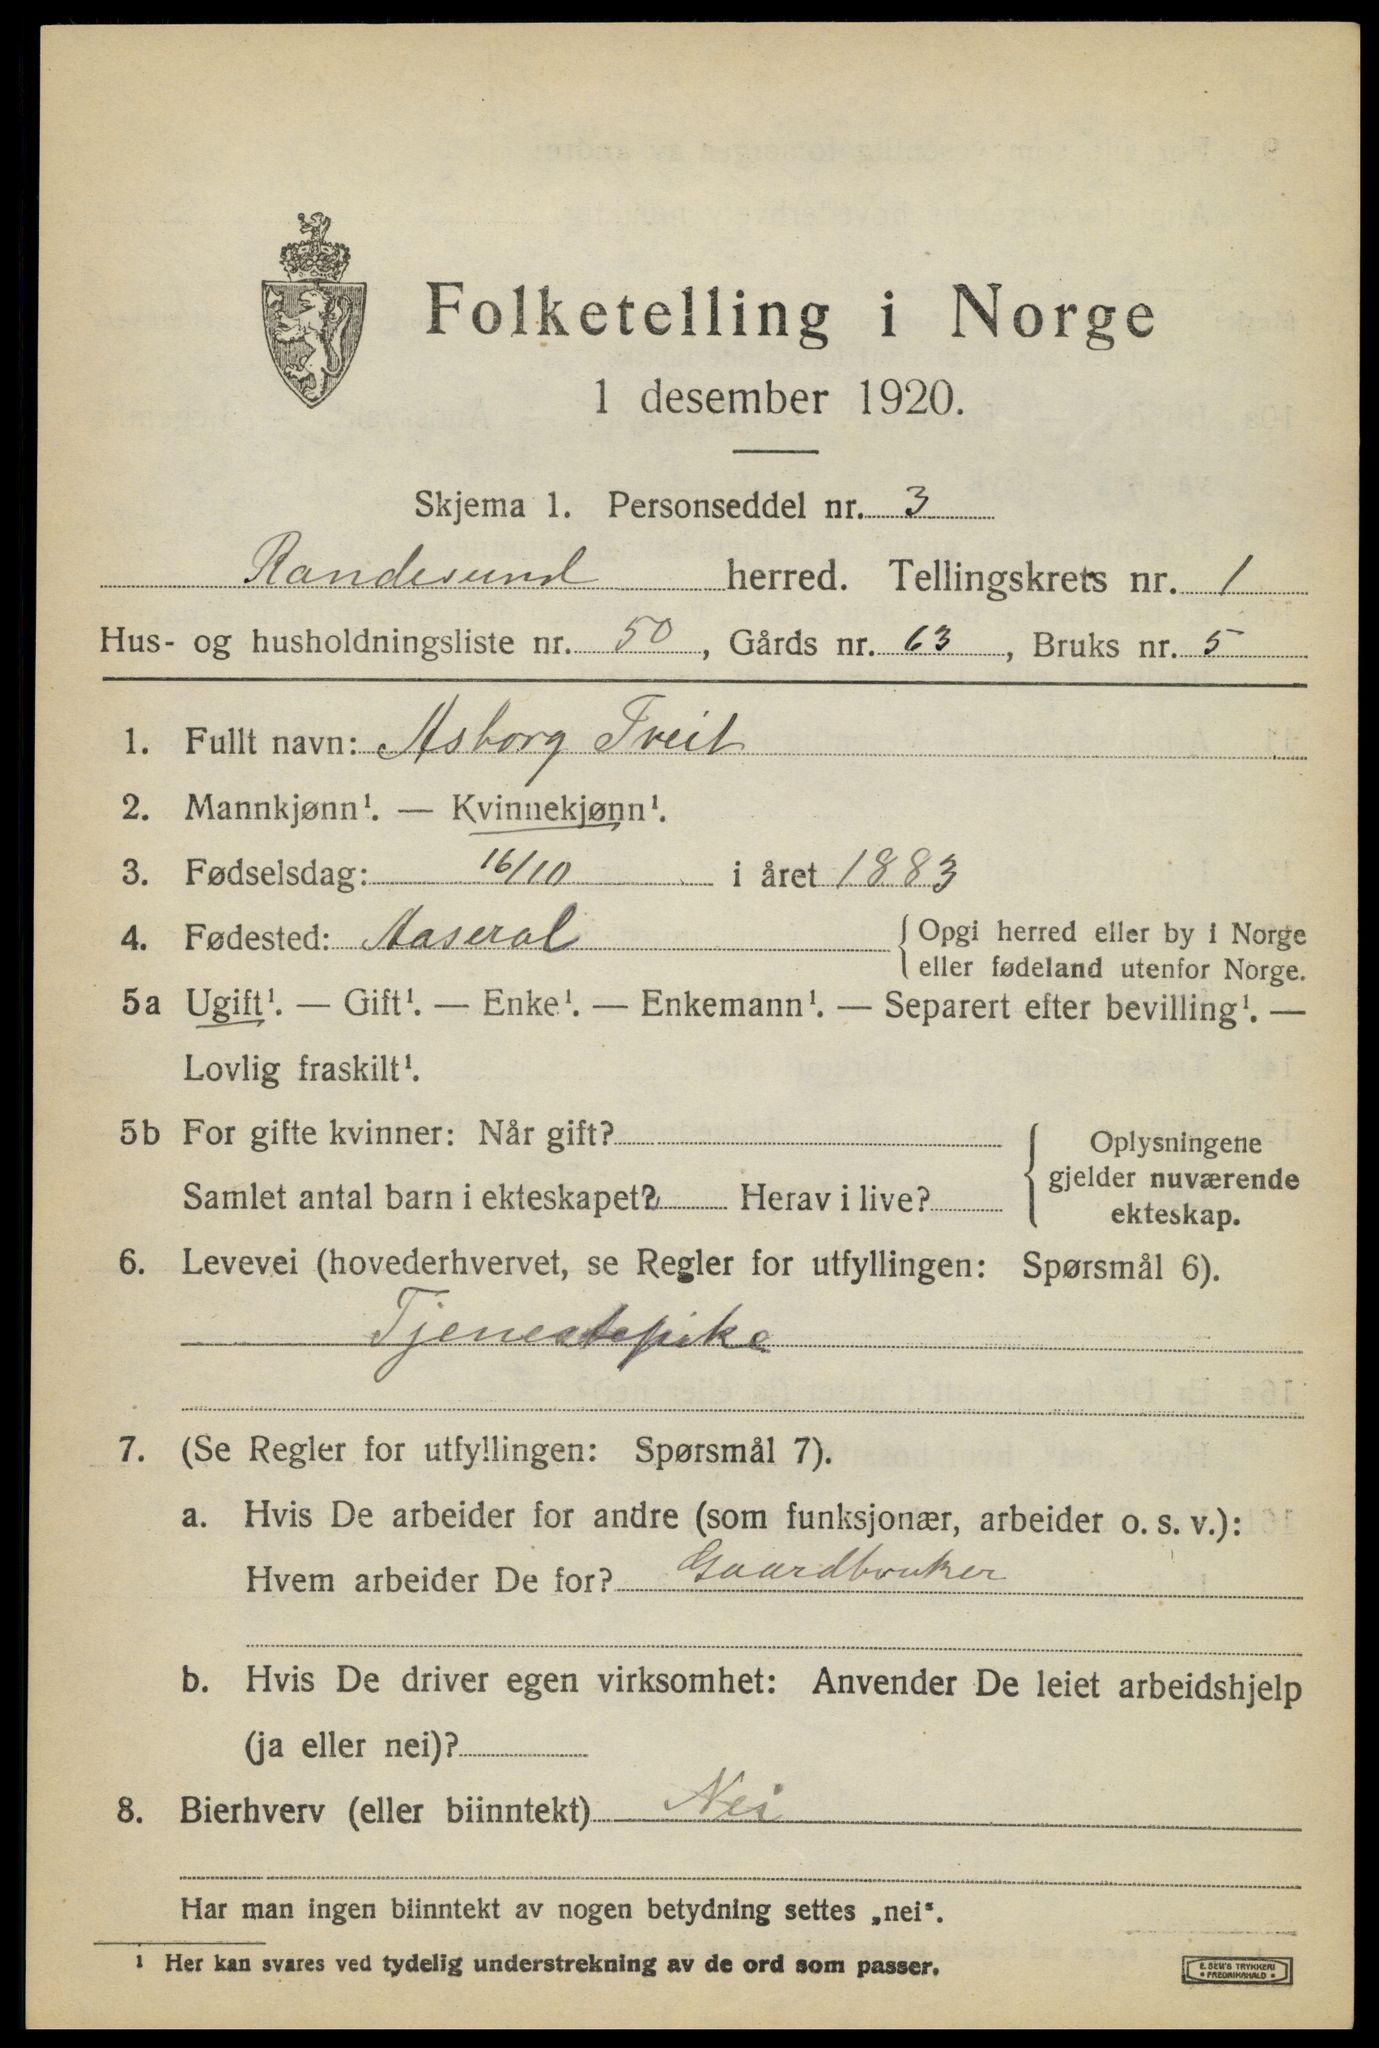 Folketelling i Norge
1 desember 1920.
Skjema 1. Personseddel nr. 3
Randesund herred. Tellingskrets nr. 1
Hus- og husholdningsliste nr. 50, Gårds nr. 63, Bruks nr. 5
1. Fullt navn: Asborg Tveit
2. Mannkjønn¹. — Kvinnekjønn¹.
3. Fødselsdag: 16/10 i året 1883
4. Fødested: Aaseral
Opgi herred eller by i Norge
eller fødeland utenfor Norge.
5a Ugift¹. — Gift¹. — Enke¹. — Enkemann¹. — Separert efter bevilling¹. —
Lovlig fraskilt¹.
5b For gifte kvinner: Når gift?
Samlet antal barn i ekteskapet? Herav i live?
Oplysningene
gjelder nuværende
ekteskap.
6. Levevei (hovederhvervet, se Regler for utfyllingen: Spørsmål 6).
Tjenestepike
7. (Se Regler for utfyllingen: Spørsmål 7).
a. Hvis De arbeider for andre (som funksjonær, arbeider o. s. v.):
Hvem arbeider De for? Gaardbruker
b. Hvis De driver egen virksomhet: Anvender De leiet arbeidshjelp
(ja eller nei)?
8. Bierhverv (eller biinntekt) Nei
Har man ingen biinntekt av nogen betydning settes „nei“.
¹ Her kan svares ved tydelig understrekning av de ord som passer.
E. SEM'S TRYKKERI
• FREDRIKSHALD •